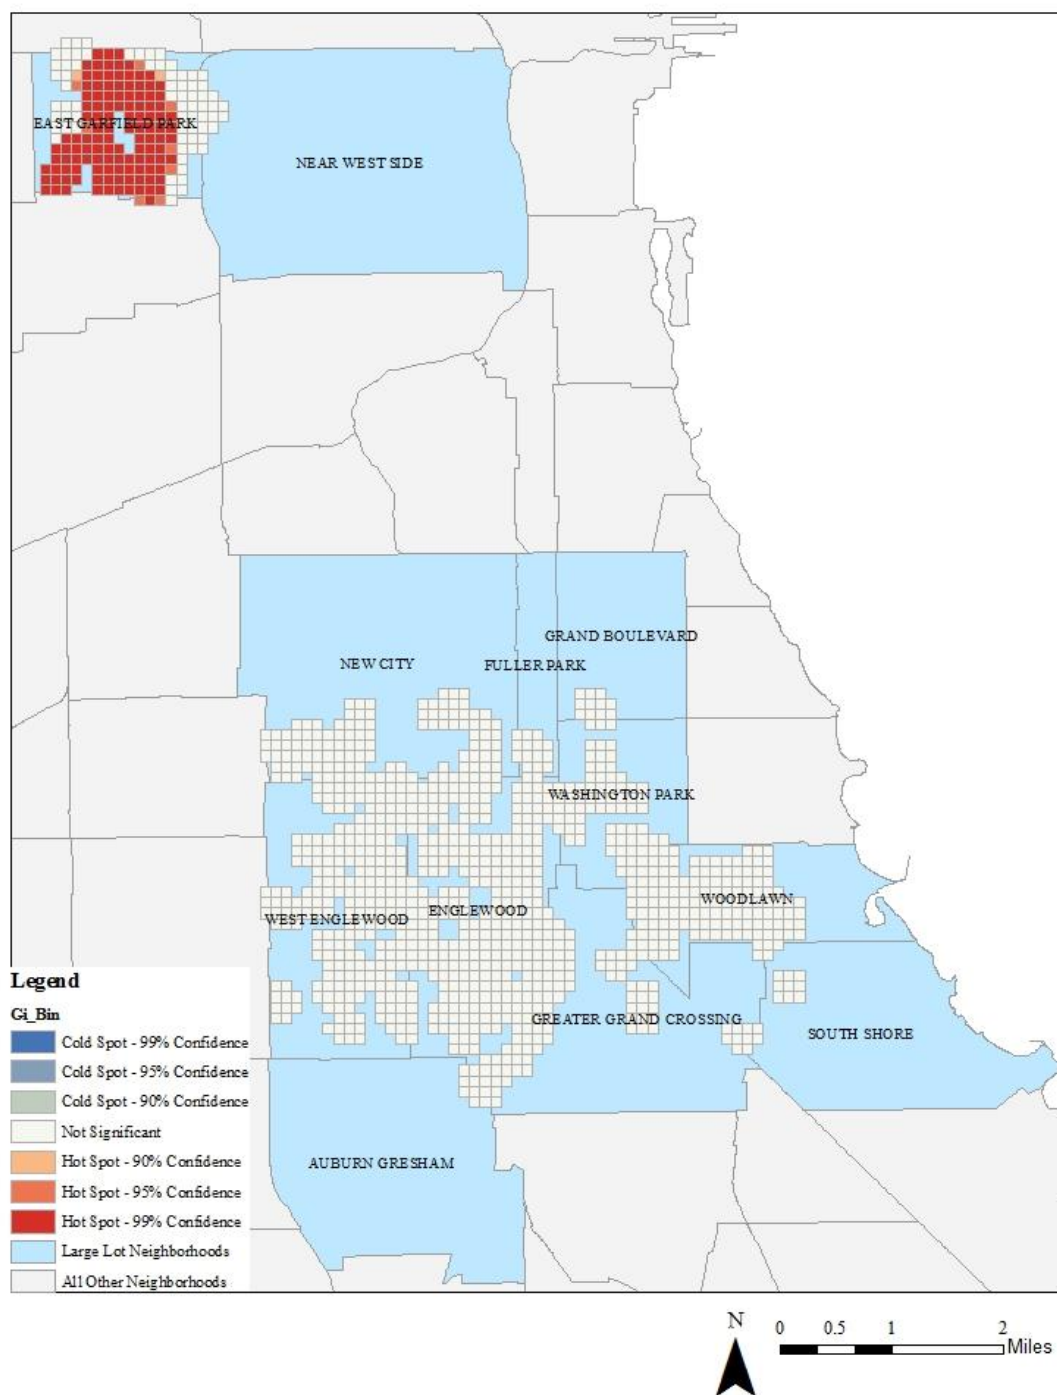 EAST GARFIELD PARK
NEAR WEST SIDE
GRAND BOULEVARD
NEW CITY
FULLER PARK
WASHINGTON PARK
WOODLAWN
ENGLEWOOD
WEST ENGLEWOOD
GREATER GRAND CROSSING
SOUTH SHORE
AUBURN GRESHAM
Legend
Gi_Bin
Cold Spot - 99% Confidence
Cold Spot - 95% Confidence
Cold Spot - 90% Confidence
Not Significant
Hot Spot - 90% Confidence
Hot Spot - 95% Confidence
Hot Spot - 99% Confidence
Large Lot Neighborhoods
All Other Neighborhoods
N
0 0.5 1 2
Miles